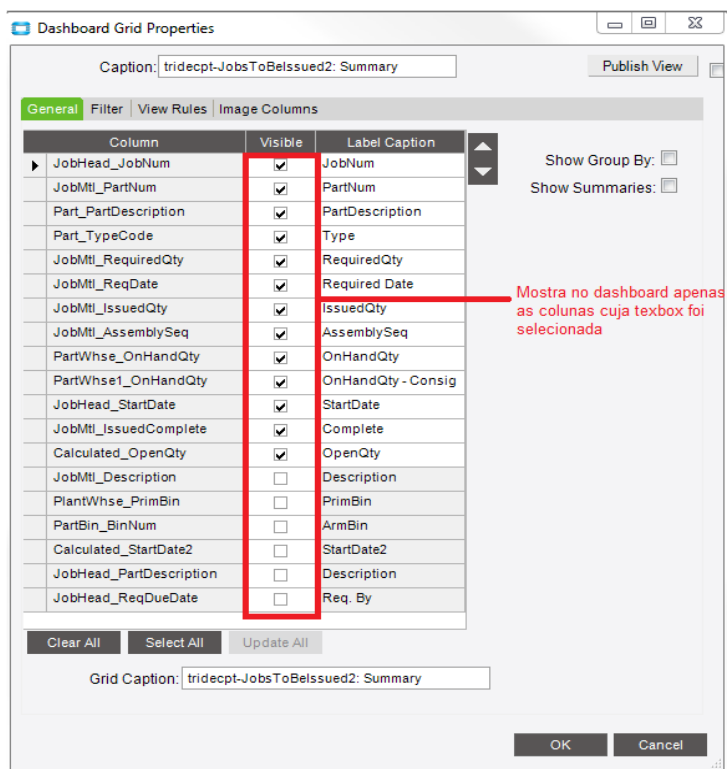 Dashboard Grid Properties
Caption: tridecpt-JobsToBeIssued2: Summary Publish View
General Filter View Rules Image Columns
Column Visible Label Caption
JobHead_JobNum JobNum
JobMtl_PartNum PartNum
Part_PartDescription PartDescription
Part_TypeCode Type
JobMtl_RequiredQty RequiredQty
JobMtl_ReqDate Required Date
JobMtl_IssuedQty IssuedQty
JobMtl_AssemblySeq AssemblySeq
PartWhse_OnHandQty OnHandQty
PartWhse1_OnHandQty OnHandQty - Consig
JobHead_StartDate StartDate
JobMtl_IssuedComplete Complete
Calculated_OpenQty OpenQty
JobMtl_Description Description
PlantWhse_PrimBin PrimBin
PartBin_BinNum ArmBin
Calculated_StartDate2 StartDate2
JobHead_PartDescription Description
JobHead_ReqDueDate Req. By
Show Group By:
Show Summaries:
Mostra no dashboard apenas
as colunas cuja texbox foi
selecionada
Clear All Select All Update All
Grid Caption: tridecpt-JobsToBeIssued2: Summary
OK Cancel